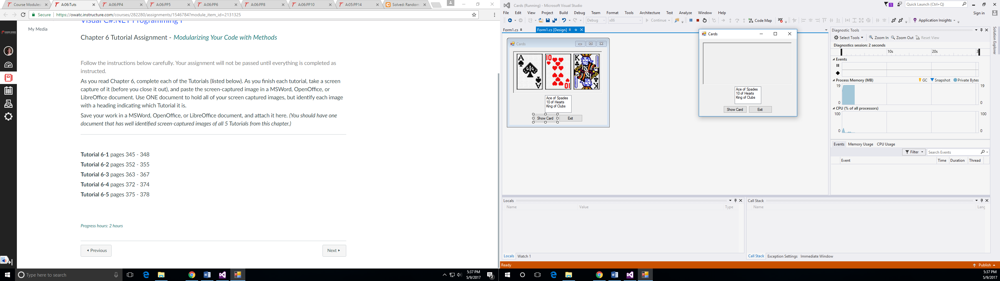 Course Modules:
A:06:Tuts
A:06:PP4
A:06:PP5
A:06:PP6
A:06:PP8
A:06:PP10
A:05:PP14
Solved: Random
Secure
https://owatc.instructure.com/courses/282280/assignments/1546784?module_item_id=2131325
My Media
Visual C#.NET Programming I
Chapter 6 Tutorial Assignment - Modularizing Your Code with Methods
Follow the instructions below carefully. Your assignment will not be passed until everything is completed as
instructed.
As you read Chapter 6, complete each of the Tutorials (listed below). As you finish each tutorial, take a screen
capture of it (before you close it out), and paste the screen-captured image in a MSWord, OpenOffice, or
LibreOffice document. Use ONE document to hold all of your screen captured images, but identify each image
with a heading indicating which Tutorial it is.
Save your work in a MSWord, OpenOffice, or LibreOffice document, and attach it here. (You should have one
document that has well identified screen-captured images of all 5 Tutorials from this chapter.)
Tutorial 6-1 pages 345 - 348
Tutorial 6-2 pages 352 - 355
Tutorial 6-3 pages 363 - 367
Tutorial 6-4 pages 372 - 374
Tutorial 6-5 pages 375 - 378
Progress hours: 2 hours
Previous
Next
Type here to search
5:37 PM
5/9/2017
2
Cards (Running) - Microsoft Visual Studio
1
Quick Launch (Ctrl+Q)
File Edit View Project Build Debug Team Format Tools Architecture Test Analyze Window Help
Sign in
Debug
x86
Continue
Code Map
Application Insights
Form1.cs
Form1.cs [Design]
Cards
A
A
10
10
K
K
Ace of Spades
10 of Hearts
King of Clubs
Show Card
Exit
Cards
Ace of Spades
10 of Hearts
King of Clubs
Show Card
Exit
Diagnostic Tools
Select Tools
Zoom In
Zoom Out
Reset View
Diagnostics session: 2 seconds
10s
20s
3
Events
Process Memory (MB)
GC
Snapshot
Private Bytes
19
19
0
0
CPU (% of all processors)
100
100
0
0
Events
Memory Usage
CPU Usage
Filter
Search Events
Event
Time
Duration
Thread
Solution Explorer
Locals
Name
Value
Type
Locals
Watch 1
Call Stack
Name
Lang
Call Stack
Exception Settings
Immediate Window
Ready
Publish
5:37 PM
5/9/2017